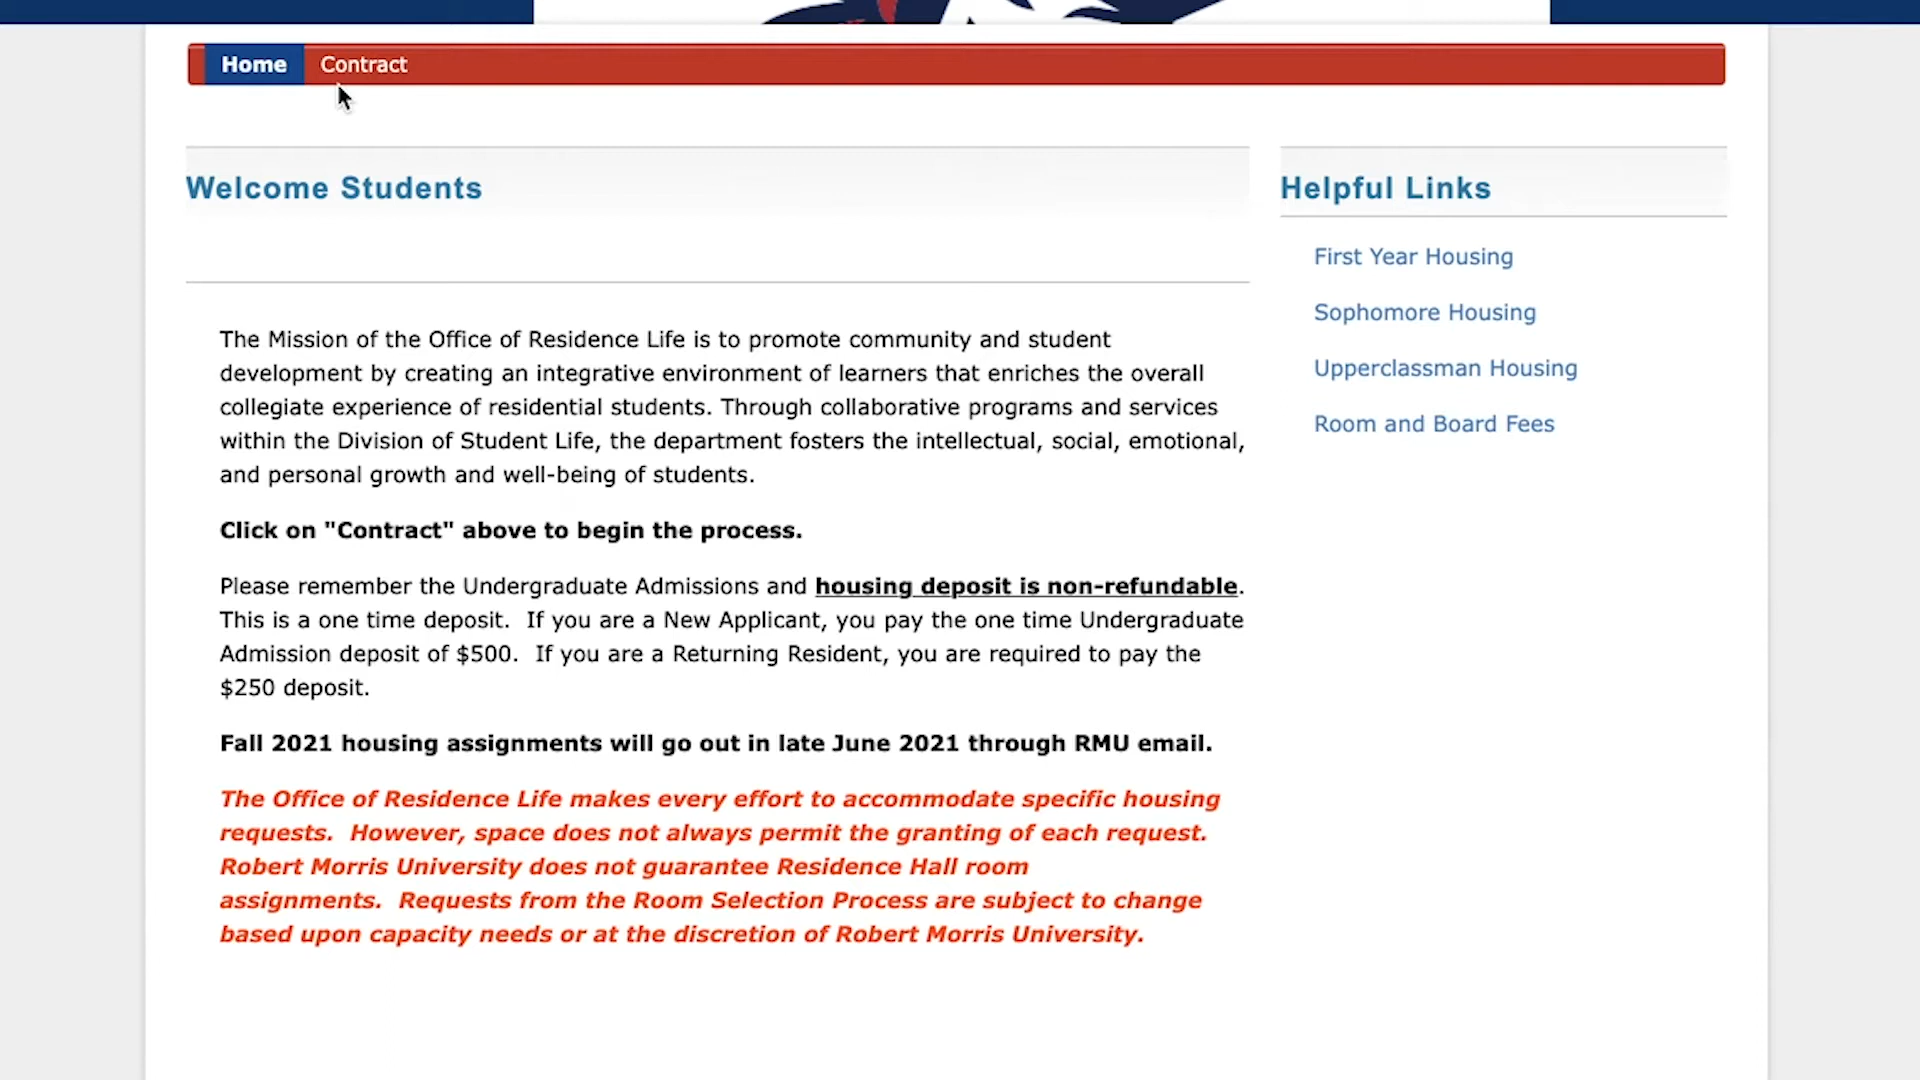 Home Contract
Welcome Students
The Mission of the Office of Residence Life is to promote community and student
development by creating an integrative environment of learners that enriches the overall
collegiate experience of residential students. Through collaborative programs and services
within the Division of Student Life, the department fosters the intellectual, social, emotional,
and personal growth and well-being of students.
Click on "Contract" above to begin the process.
Please remember the Undergraduate Admissions and housing deposit is non-refundable.
This is a one time deposit.  If you are a New Applicant, you pay the one time Undergraduate
Admission deposit of $500.  If you are a Returning Resident, you are required to pay the
$250 deposit.
Fall 2021 housing assignments will go out in late June 2021 through RMU email.
The Office of Residence Life makes every effort to accommodate specific housing
requests.  However, space does not always permit the granting of each request.
Robert Morris University does not guarantee Residence Hall room
assignments.  Requests from the Room Selection Process are subject to change
based upon capacity needs or at the discretion of Robert Morris University.
Helpful Links
First Year Housing
Sophomore Housing
Upperclassman Housing
Room and Board Fees